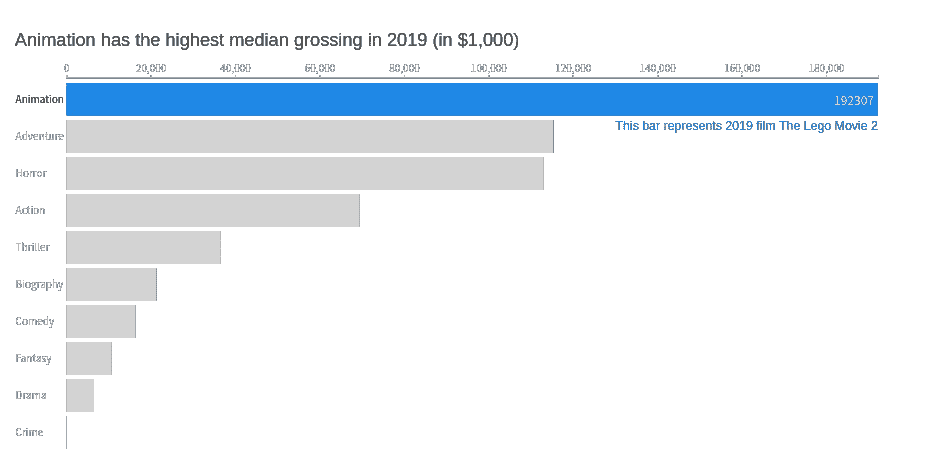 Animation has the highest median grossing in 2019 (in $1,000)
0 20,000 40,000 60,000 80,000 100,000 120,000 140,000 160,000 180,000
Animation 192307
This bar represents 2019 film The Lego Movie 2
Adventure
Horror
Action
Thriller
Biography
Comedy
Fantasy
Drama
Crime